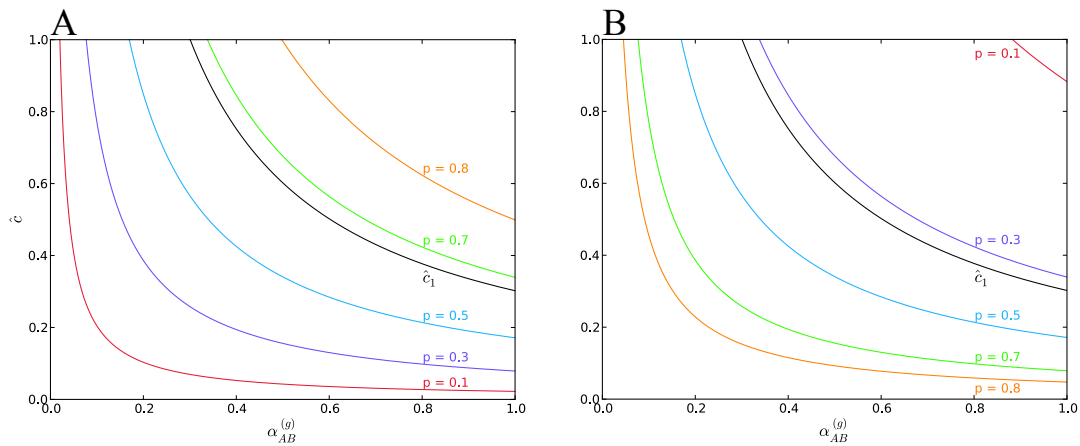 A
1.0
0.8
0.6
0.4
0.2
0.0
ĉ
p = 0.8
p = 0.7
ĉ₁
p = 0.5
p = 0.3
p = 0.1
0.0 0.2 0.4 0.6 0.8 1.0
α_{AB}^{(g)}
B
1.0
0.8
0.6
0.4
0.2
0.0
p = 0.1
p = 0.3
ĉ₁
p = 0.5
p = 0.7
p = 0.8
0.0 0.2 0.4 0.6 0.8 1.0
α_{AB}^{(g)}